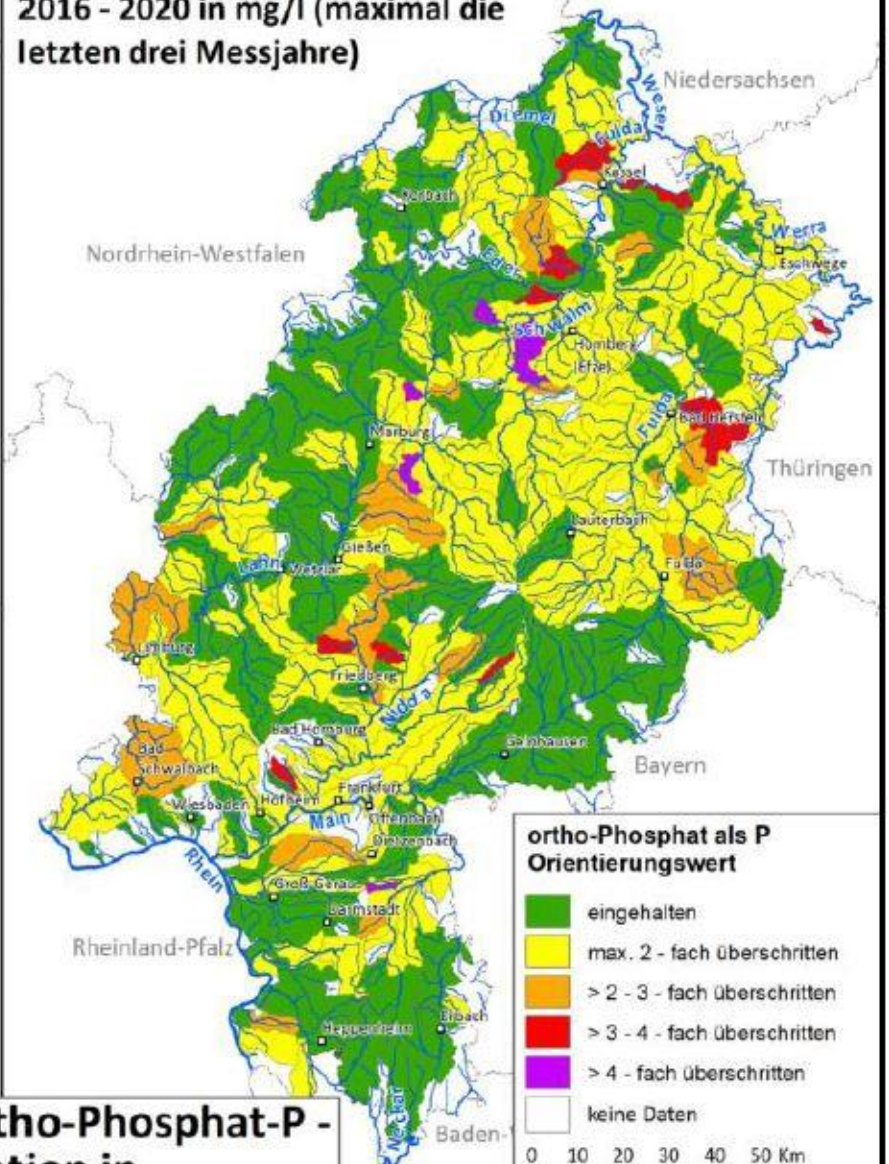 2016 - 2020 in mg/l (maximal die
letzten drei Messjahre)
Niedersachsen
Weser
Diemel
Fulda
Kassel
Korbach
Werra
Nordrhein-Westfalen
Eder
Eschwege
Schwalm
Homberg
(Efze)
Fulda
Bad Hersfeld
Marburg
Thüringen
Lauterbach
Gießen
Lahn
Wetzlar
Fulda
Limburg
Friedberg
Nidda
Bad Homburg
Gelnhausen
Bad
Schwalbach
Bayern
Frankfurt
Wiesbaden
Hofheim
Offenbach
Main
Dietzenbach
Rhein
Groß-Gerau
Darmstadt
Rheinland-Pfalz
Erbach
Heppenheim
Neckar
Baden-
ortho-Phosphat als P
Orientierungswert
eingehalten
max. 2 - fach überschritten
> 2 - 3 - fach überschritten
> 3 - 4 - fach überschritten
> 4 - fach überschritten
keine Daten
0 10 20 30 40 50 Km
tho-Phosphat-P -